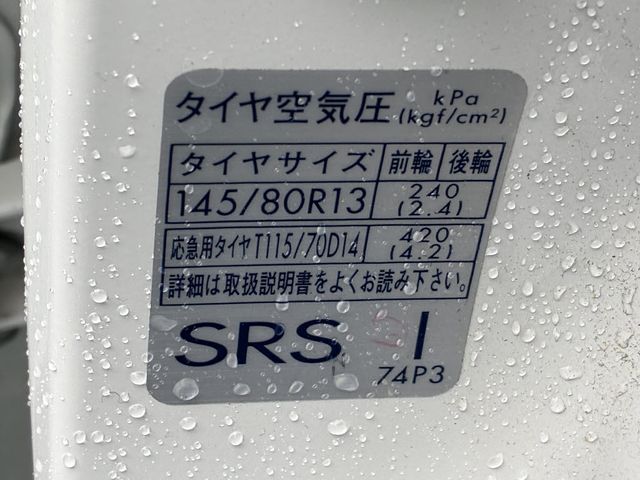 タイヤ空気圧 kPa (kgf/cm²)
タイヤサイズ 前輪 後輪
145/80R13 240 (2.4)
応急用タイヤT115/70D14 420 (4.2)
詳細は取扱説明書をよくお読み下さい。
SRS 1
74P3